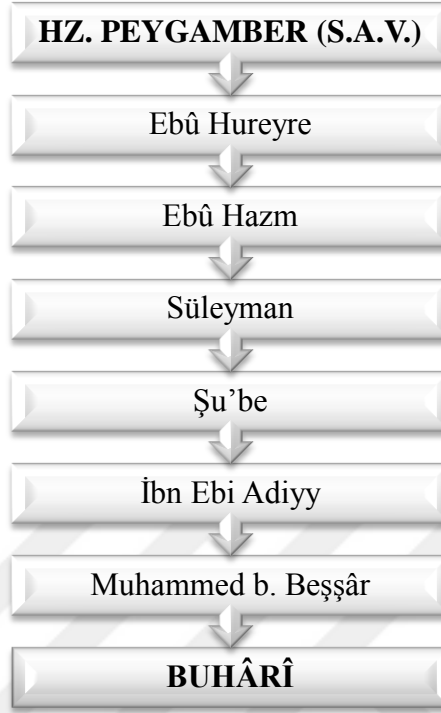 HZ. PEYGAMBER (S.A.V.)
Ebû Hureyre
Ebû Hazm
Süleyman
Şu’be
İbn Ebi Adiyy
Muhammed b. Beşşâr
BUHÂRÎ